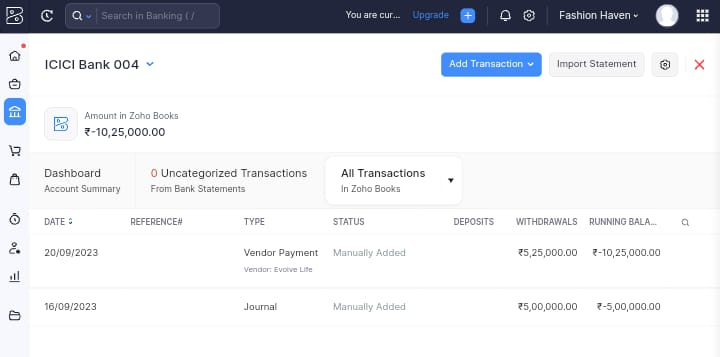 Search in Banking ( /
You are cur...
Upgrade
Fashion Haven
ICICI Bank 004
Add Transaction
Import Statement
Amount in Zoho Books
₹-10,25,000.00
Dashboard
Account Summary
0 Uncategorized Transactions
From Bank Statements
All Transactions
In Zoho Books
DATE REFERENCE# TYPE STATUS DEPOSITS WITHDRAWALS RUNNING BALA...
20/09/2023 Vendor Payment Manually Added ₹5,25,000.00 ₹-10,25,000.00
Vendor: Evolve Life
16/09/2023 Journal Manually Added ₹5,00,000.00 ₹-5,00,000.00